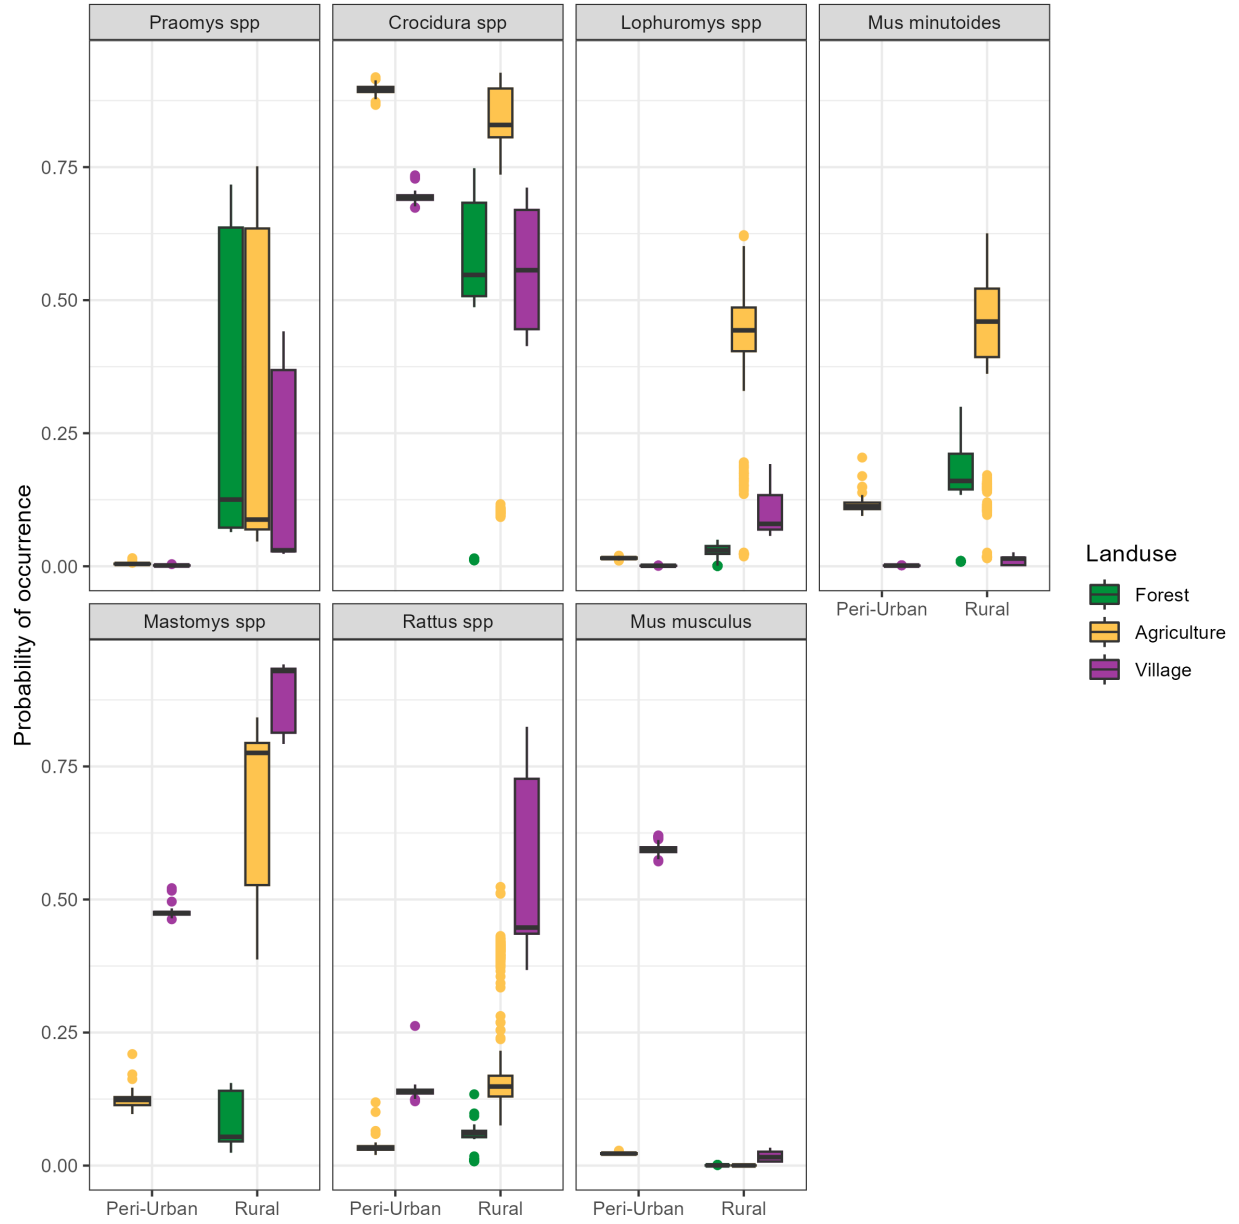 Praomys spp
Crocidura spp
Lophuromys spp
Mus minutoides
0.75
0.50
0.25
0.00
Peri-Urban
Rural
Probability of occurrence
Landuse
Forest
Agriculture
Village
Mastomys spp
Rattus spp
Mus musculus
0.75
0.50
0.25
0.00
Peri-Urban
Rural
Peri-Urban
Rural
Peri-Urban
Rural